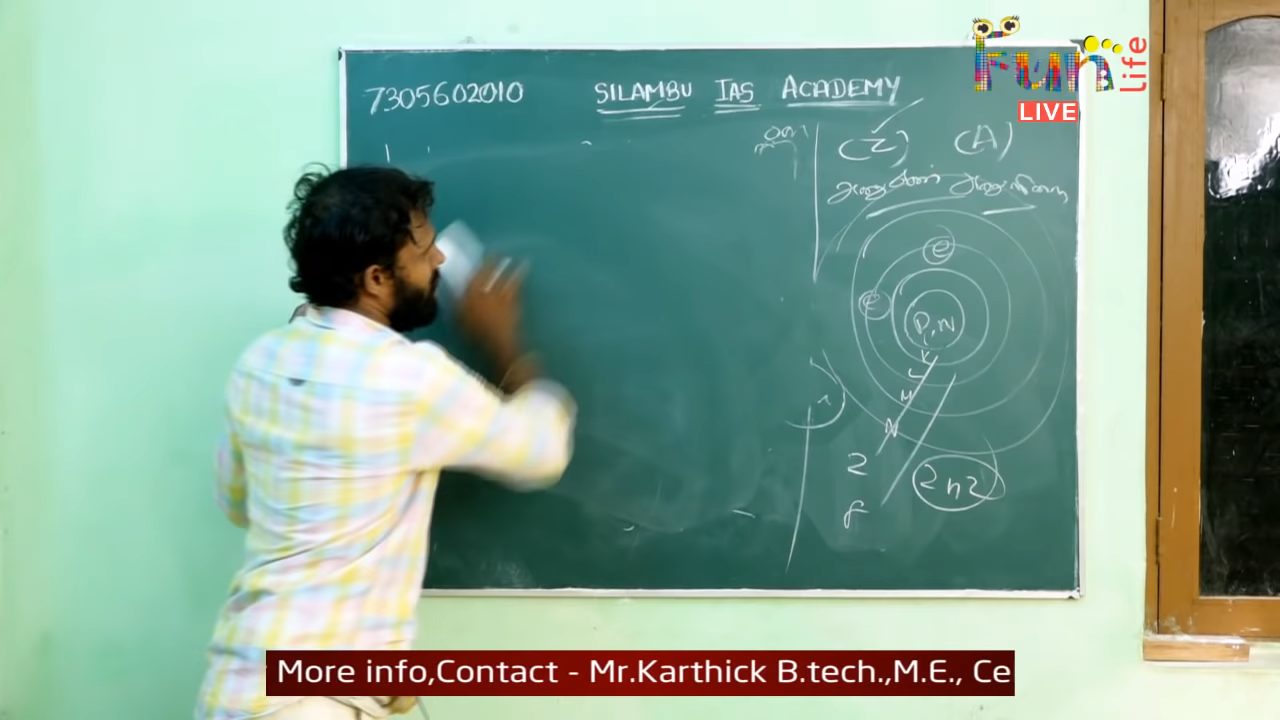 Fun Life
LIVE
7305602010 SILAMBU IAS ACADEMY
(Z) (A)
அணு எண் அணு நிறை
e
e
P, N
K
L
M
N
2
8
2n2
More info,Contact - Mr.Karthick B.tech.,M.E., Ce